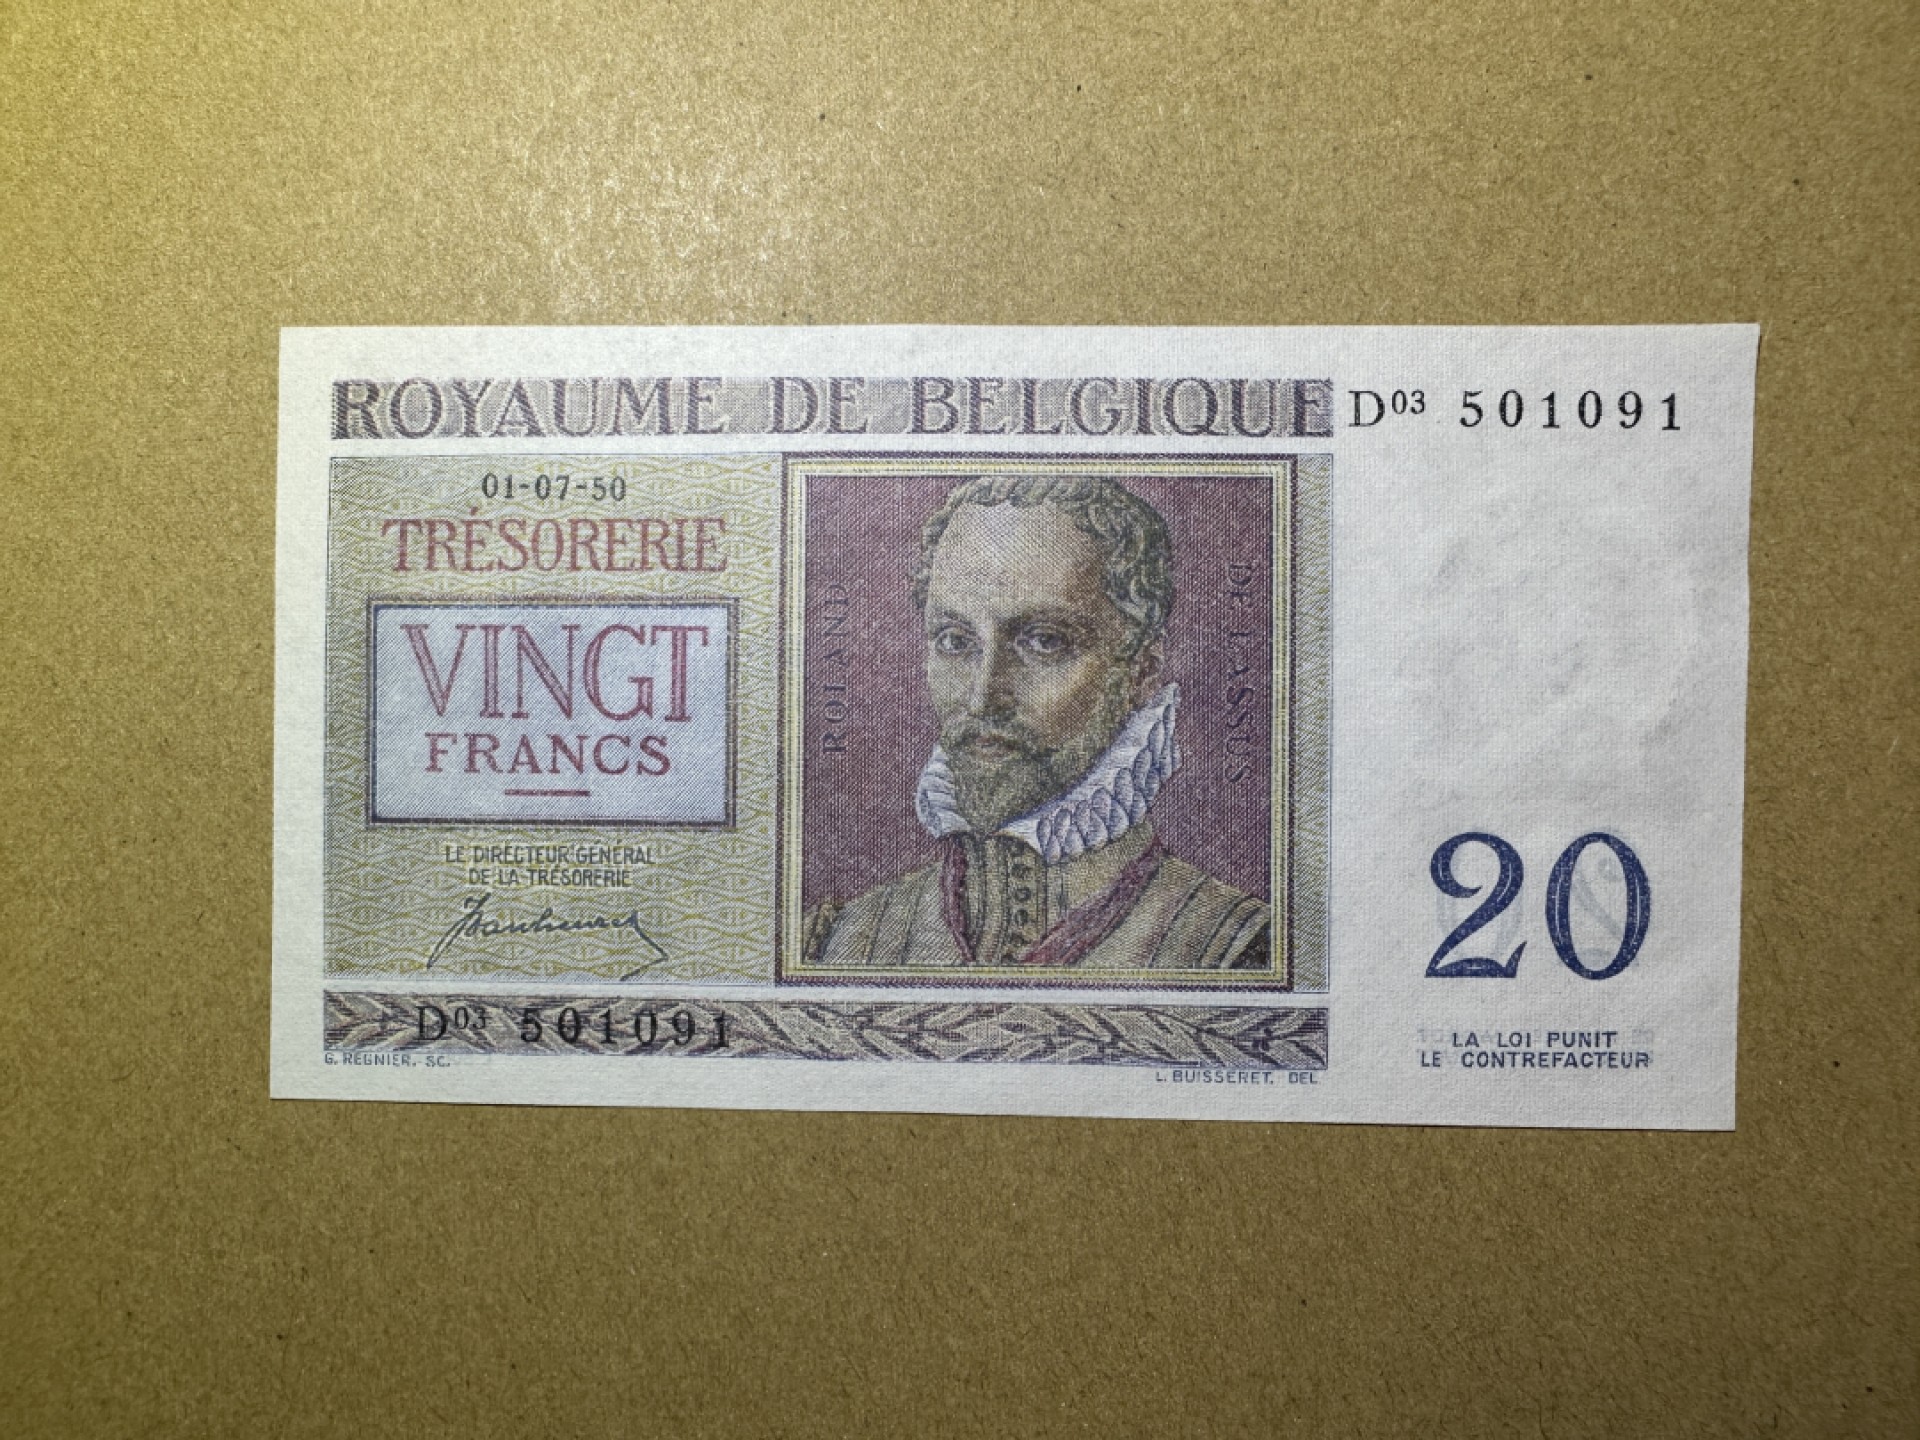 ROYAUME DE BELGIQUE
D03 501091
01-07-50
TRÉSORERIE
VINGT
FRANCS
LE DIRECTEUR GÉNÉRAL
DE LA TRÉSORERIE
ROLAND
DE LASSUS
20
D03 501091
G. REGNIER. SC.
L. BUISSERET. DEL
LA LOI PUNIT
LE CONTREFACTEUR